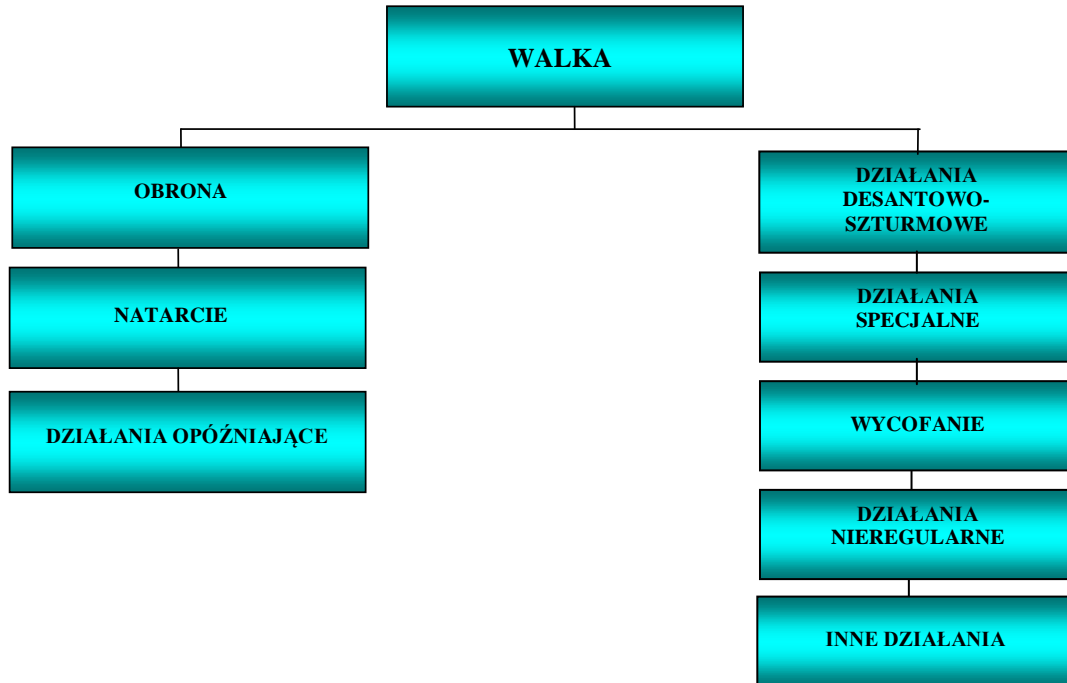 WALKA
OBRONA
NATARCIE
DZIAŁANIA OPÓŹNIAJĄCE
DZIAŁANIA
DESANTOWO-
SZTURMOWE
DZIAŁANIA
SPECJALNE
WYCOFANIE
DZIAŁANIA
NIEREGULARNE
INNE DZIAŁANIA